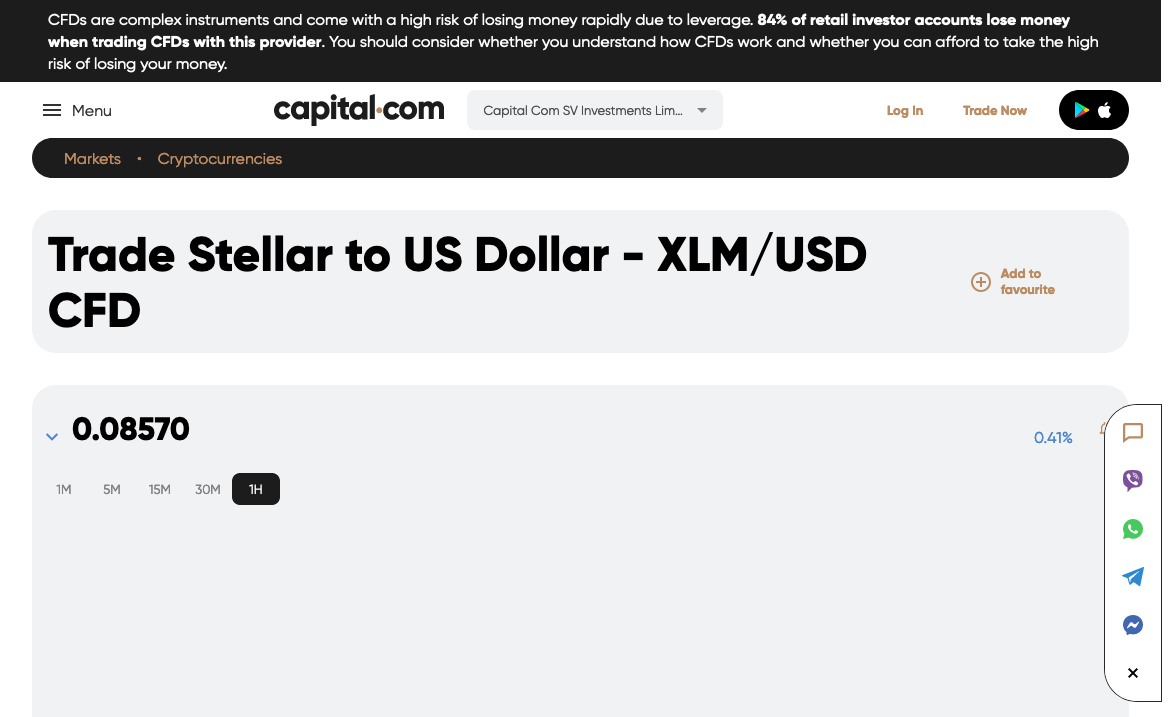 CFDs are complex instruments and come with a high risk of losing money rapidly due to leverage. 84% of retail investor accounts lose money
when trading CFDs with this provider. You should consider whether you understand how CFDs work and whether you can afford to take the high
risk of losing your money.
Menu
capital.com
Capital Com SV Investments Lim...
Log In
Trade Now
Markets • Cryptocurrencies
Trade Stellar to US Dollar - XLM/USD
CFD
Add to
favourite
0.08570
0.41%
1M 5M 15M 30M 1H